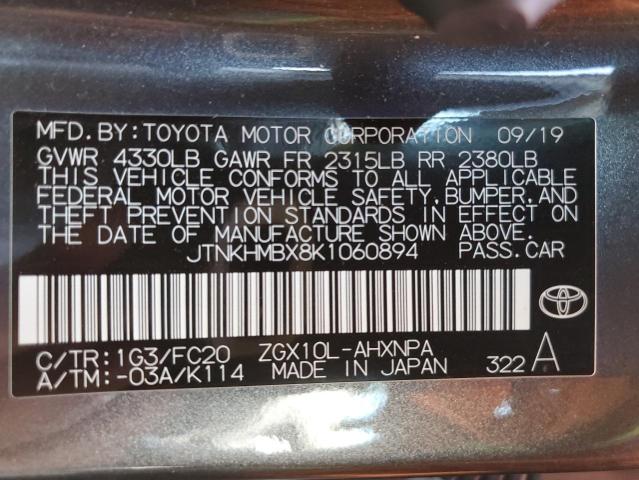 MFD. BY: TOYOTA MOTOR CORPORATION 09/19
GVWR 4330LB GAWR FR 2315LB RR 2380LB
THIS VEHICLE CONFORMS TO ALL APPLICABLE
FEDERAL MOTOR VEHICLE SAFETY, BUMPER, AND
THEFT PREVENTION STANDARDS IN EFFECT ON
THE DATE OF MANUFACTURE SHOWN ABOVE.
JTNKHMBX8K1060894 PASS. CAR
C/TR: 1G3/FC20 ZGX10L-AHXNPA
A/TM: -03A/K114 MADE IN JAPAN 322 A